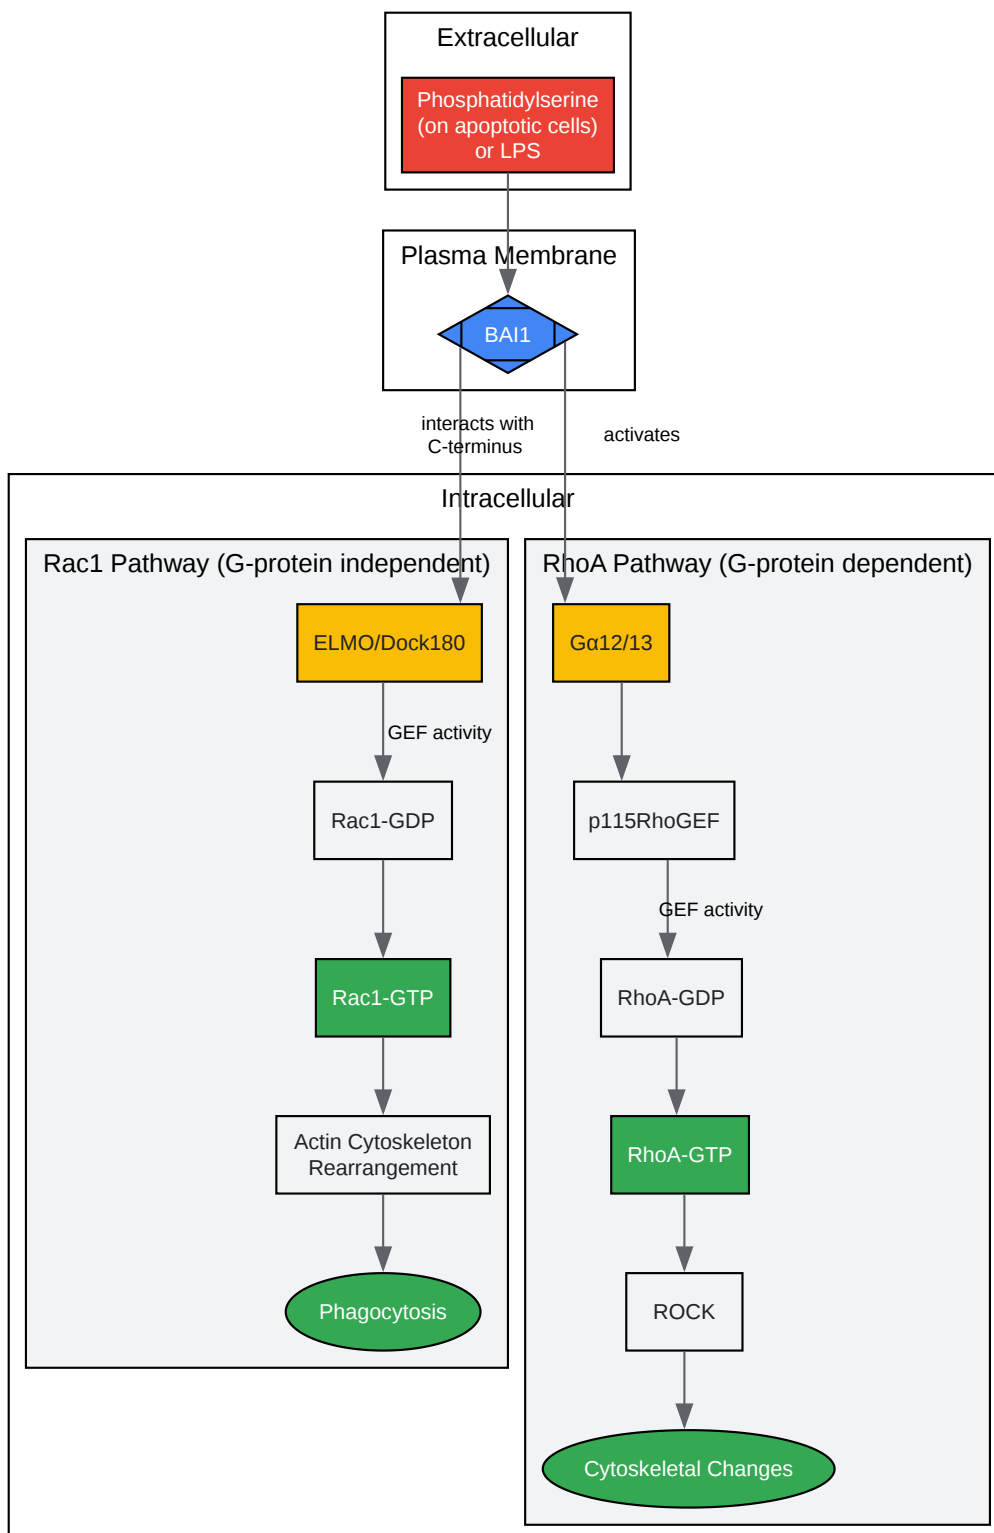 Extracellular
Phosphatidylserine
(on apoptotic cells)
or LPS
Plasma Membrane
BAI1
interacts with
C-terminus
activates
Intracellular
Rac1 Pathway (G-protein independent)
ELMO/Dock180
GEF activity
Rac1-GDP
Rac1-GTP
Actin Cytoskeleton
Rearrangement
Phagocytosis
RhoA Pathway (G-protein dependent)
Gα12/13
p115RhoGEF
GEF activity
RhoA-GDP
RhoA-GTP
ROCK
Cytoskeletal Changes